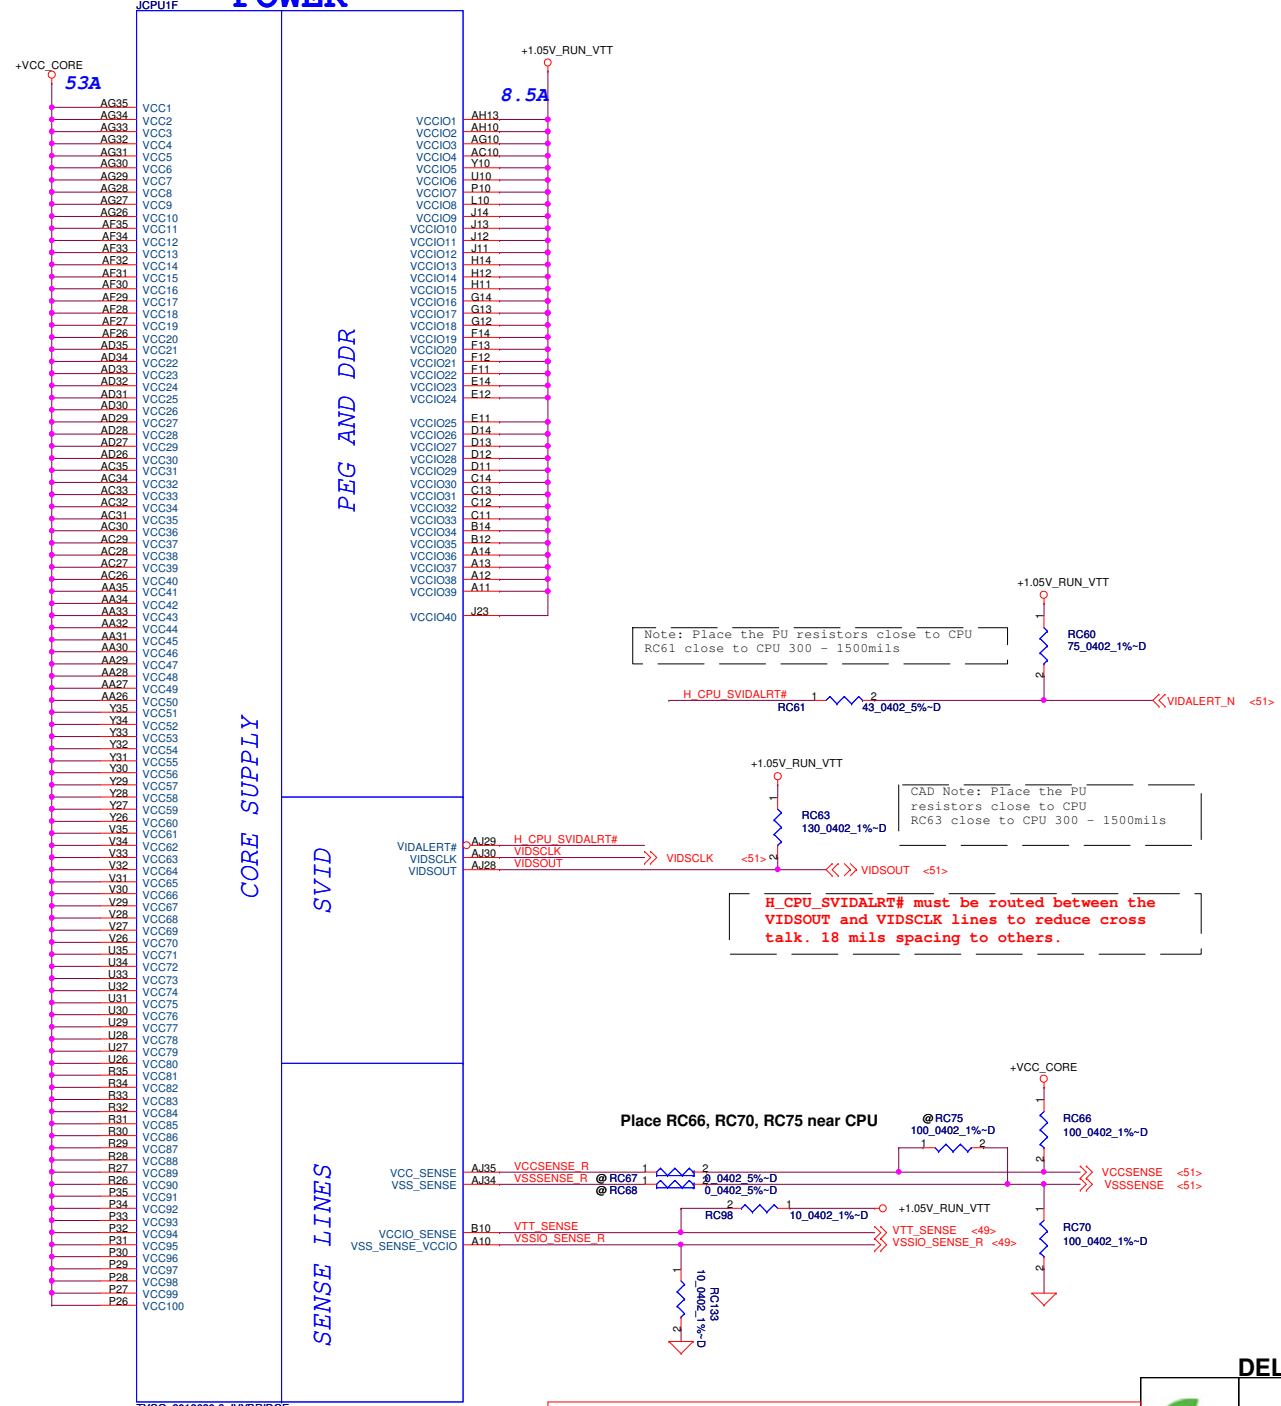 POWER
JCPU1F
+VCC_CORE
53A
+1.05V_RUN_VTT
8.5A
AG35 VCC1
AG34 VCC2
AG33 VCC3
AG32 VCC4
AG31 VCC5
AG30 VCC6
AG29 VCC7
AG28 VCC8
AG27 VCC9
AG26 VCC10
AF35 VCC11
AF34 VCC12
AF33 VCC13
AF32 VCC14
AF31 VCC15
AF30 VCC16
AF29 VCC17
AF28 VCC18
AF27 VCC19
AF26 VCC20
AD35 VCC21
AD34 VCC22
AD33 VCC23
AD32 VCC24
AD31 VCC25
AD30 VCC26
AD29 VCC27
AD28 VCC28
AD27 VCC29
AD26 VCC30
AC35 VCC31
AC34 VCC32
AC33 VCC33
AC32 VCC34
AC31 VCC35
AC30 VCC36
AC29 VCC37
AC28 VCC38
AC27 VCC39
AC26 VCC40
AA35 VCC41
AA34 VCC42
AA33 VCC43
AA32 VCC44
AA31 VCC45
AA30 VCC46
AA29 VCC47
AA28 VCC48
AA27 VCC49
AA26 VCC50
Y35 VCC51
Y34 VCC52
Y33 VCC53
Y32 VCC54
Y31 VCC55
Y30 VCC56
Y29 VCC57
Y28 VCC58
Y27 VCC59
Y26 VCC60
V35 VCC61
V34 VCC62
V33 VCC63
V32 VCC64
V31 VCC65
V30 VCC66
V29 VCC67
V28 VCC68
V27 VCC69
V26 VCC70
U35 VCC71
U34 VCC72
U33 VCC73
U32 VCC74
U31 VCC75
U30 VCC76
U29 VCC77
U28 VCC78
U27 VCC79
U26 VCC80
R35 VCC81
R34 VCC82
R33 VCC83
R32 VCC84
R31 VCC85
R30 VCC86
R29 VCC87
R28 VCC88
R27 VCC89
R26 VCC90
P35 VCC91
P34 VCC92
P33 VCC93
P32 VCC94
P31 VCC95
P30 VCC96
P29 VCC97
P28 VCC98
P27 VCC99
P26 VCC100
CORE SUPPLY
PEG AND DDR
SVID
SENSE LINES
VCCIO1 AH13
VCCIO2 AH10
VCCIO3 AG10
VCCIO4 AC10
VCCIO5 Y10
VCCIO6 U10
VCCIO7 P10
VCCIO8 L10
VCCIO9 J14
VCCIO10 J13
VCCIO11 J12
VCCIO12 J11
VCCIO13 H14
VCCIO14 H12
VCCIO15 H11
VCCIO16 G14
VCCIO17 G13
VCCIO18 G12
VCCIO19 F14
VCCIO20 F13
VCCIO21 F12
VCCIO22 F11
VCCIO23 E14
VCCIO24 E12
VCCIO25 E11
VCCIO26 D14
VCCIO27 D13
VCCIO28 D12
VCCIO29 D11
VCCIO30 C14
VCCIO31 C13
VCCIO32 C12
VCCIO33 C11
VCCIO34 B14
VCCIO35 B12
VCCIO36 A14
VCCIO37 A13
VCCIO38 A12
VCCIO39 A11
VCCIO40 J23
+1.05V_RUN_VTT
1
RC60
75_0402_1%~D
2
Note: Place the PU resistors close to CPU
RC61 close to CPU 300 - 1500mils
H_CPU_SVIDALRT# 1 2
RC61 43_0402_5%~D
VIDALERT_N <51>
+1.05V_RUN_VTT
1
RC63
130_0402_1%~D
2
CAD Note: Place the PU
resistors close to CPU
RC63 close to CPU 300 - 1500mils
VIDALERT# AJ29 H_CPU_SVIDALRT#
VIDSCLK AJ30 VIDSCLK VIDSCLK <51>
VIDSOUT AJ28 VIDSOUT VIDSOUT <51>
H_CPU_SVIDALRT# must be routed between the
VIDSOUT and VIDSCLK lines to reduce cross
talk. 18 mils spacing to others.
+VCC_CORE
1
RC66
100_0402_1%~D
2
Place RC66, RC70, RC75 near CPU
@RC75
100_0402_1%~D
1 2
VCC_SENSE AJ35 VCCSENSE_R 1 2 VCCSENSE <51>
@RC67 0_0402_5%~D
VSS_SENSE AJ34 VSSSENSE_R 1 2 VSSSENSE <51>
@RC68 0_0402_5%~D
2 1 +1.05V_RUN_VTT
RC98 10_0402_1%~D
VCCIO_SENSE B10 VTT_SENSE VTT_SENSE <49>
VSS_SENSE_VCCIO A10 VSSIO_SENSE_R VSSIO_SENSE_R <49>
1
RC70
100_0402_1%~D
2
1
RC133
10_0402_1%~D
2
DEL